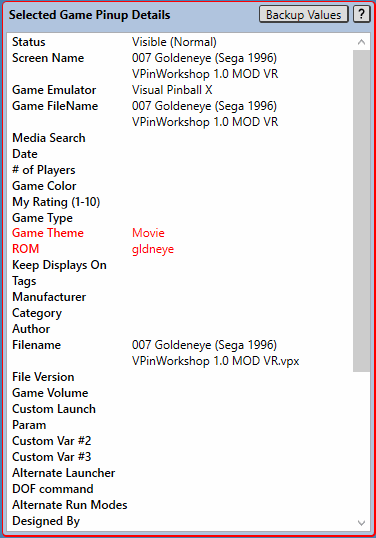 Selected Game Pinup Details Backup Values ?
Status Visible (Normal)
Screen Name 007 Goldeneye (Sega 1996)
VPinWorkshop 1.0 MOD VR
Game Emulator Visual Pinball X
Game FileName 007 Goldeneye (Sega 1996)
VPinWorkshop 1.0 MOD VR
Media Search
Date
# of Players
Game Color
My Rating (1-10)
Game Type
Game Theme Movie
ROM gldneye
Keep Displays On
Tags
Manufacturer
Category
Author
Filename 007 Goldeneye (Sega 1996)
VPinWorkshop 1.0 MOD VR.vpx
File Version
Game Volume
Custom Launch
Param
Custom Var #2
Custom Var #3
Alternate Launcher
DOF command
Alternate Run Modes
Designed By